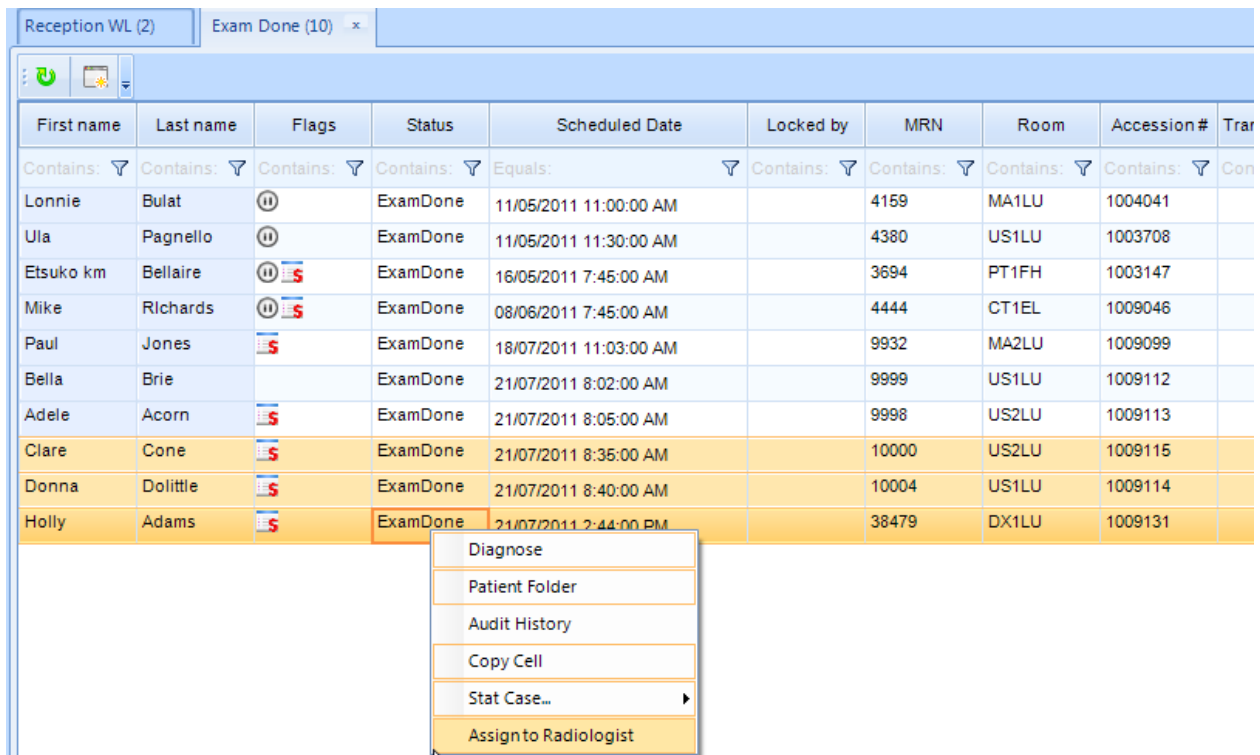 Reception WL (2) Exam Done (10) x
First name Last name Flags Status Scheduled Date Locked by MRN Room Accession # Tran
Contains: Contains: Contains: Contains: Equals: Contains: Contains: Contains: Contains: Con
Lonnie Bulat ExamDone 11/05/2011 11:00:00 AM 4159 MA1LU 1004041
Ula Pagnello ExamDone 11/05/2011 11:30:00 AM 4380 US1LU 1003708
Etsuko km Bellaire $ ExamDone 16/05/2011 7:45:00 AM 3694 PT1FH 1003147
Mike RIchards $ ExamDone 08/06/2011 7:45:00 AM 4444 CT1EL 1009046
Paul Jones $ ExamDone 18/07/2011 11:03:00 AM 9932 MA2LU 1009099
Bella Brie ExamDone 21/07/2011 8:02:00 AM 9999 US1LU 1009112
Adele Acorn $ ExamDone 21/07/2011 8:05:00 AM 9998 US2LU 1009113
Clare Cone $ ExamDone 21/07/2011 8:35:00 AM 10000 US2LU 1009115
Donna Dolittle $ ExamDone 21/07/2011 8:40:00 AM 10004 US1LU 1009114
Holly Adams $ ExamDone 21/07/2011 2:44:00 PM 38479 DX1LU 1009131
Diagnose
Patient Folder
Audit History
Copy Cell
Stat Case...
Assign to Radiologist